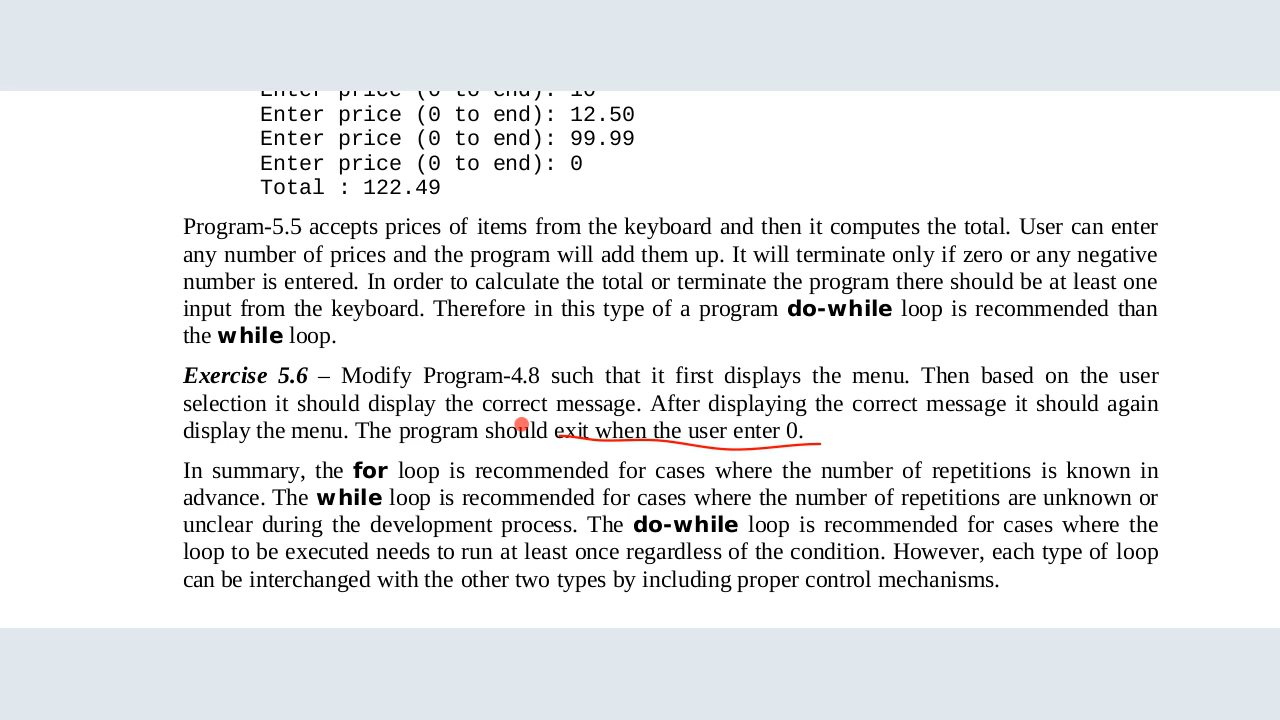 Enter price (0 to end): 10
Enter price (0 to end): 12.50
Enter price (0 to end): 99.99
Enter price (0 to end): 0
Total : 122.49
Program-5.5 accepts prices of items from the keyboard and then it computes the total. User can enter
any number of prices and the program will add them up. It will terminate only if zero or any negative
number is entered. In order to calculate the total or terminate the program there should be at least one
input from the keyboard. Therefore in this type of a program do-while loop is recommended than
the while loop.
Exercise 5.6 – Modify Program-4.8 such that it first displays the menu. Then based on the user
selection it should display the correct message. After displaying the correct message it should again
display the menu. The program should exit when the user enter 0.
In summary, the for loop is recommended for cases where the number of repetitions is known in
advance. The while loop is recommended for cases where the number of repetitions are unknown or
unclear during the development process. The do-while loop is recommended for cases where the
loop to be executed needs to run at least once regardless of the condition. However, each type of loop
can be interchanged with the other two types by including proper control mechanisms.